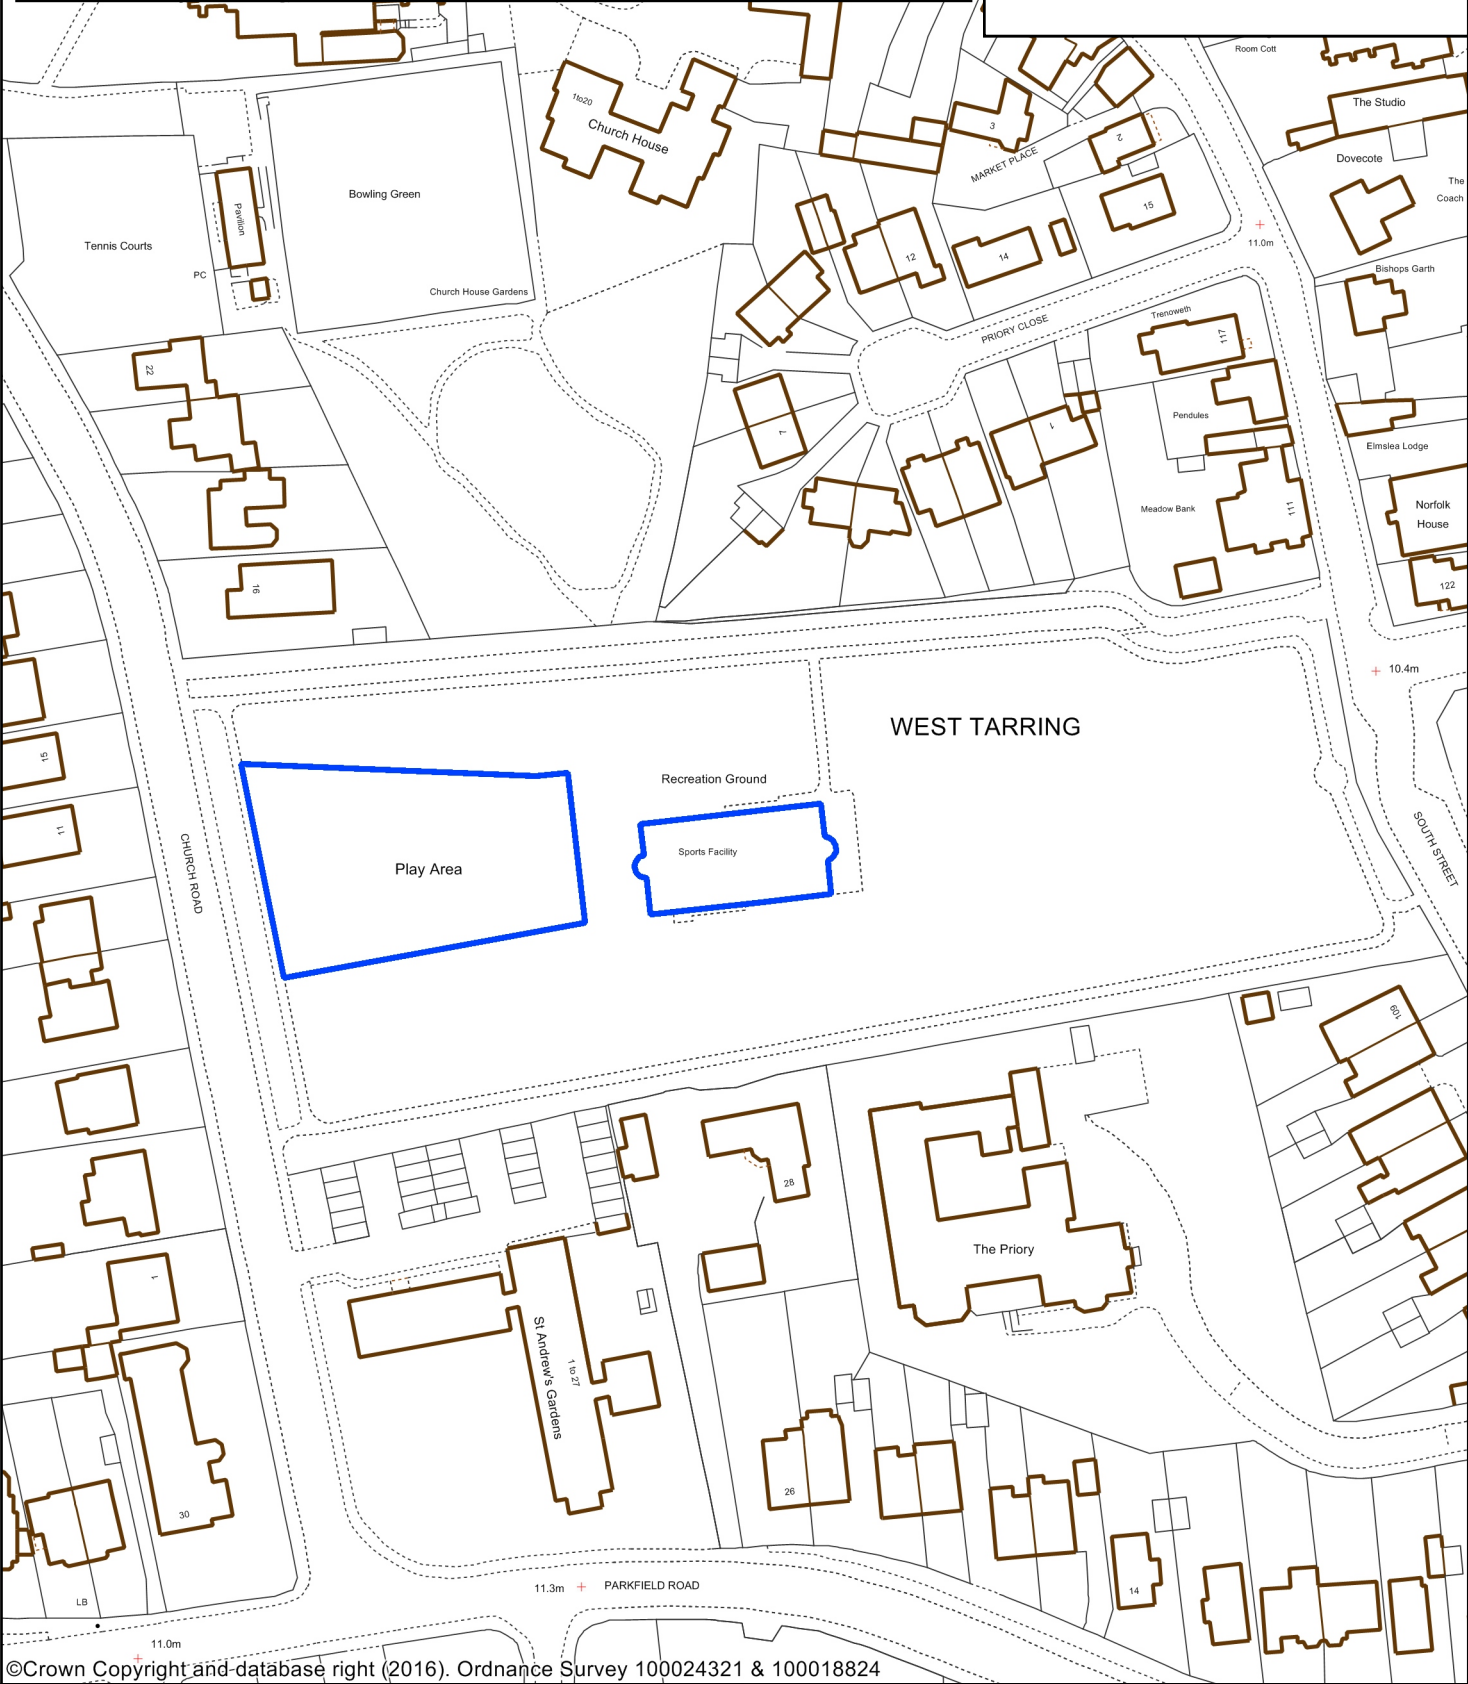 Room Cott
The Studio
1to20
Church House
3
2
MARKET PLACE
Dovecote
The
Coach
Bowling Green
Pavilion
15
Tennis Courts
11.0m
12
14
PC
Bishops Garth
Church House Gardens
Trenoweth
PRIORY CLOSE
117
22
Pendules
7
1
Elmslea Lodge
Meadow Bank
111
Norfolk
House
16
122
10.4m
WEST TARRING
15
Recreation Ground
11
CHURCH ROAD
Sports Facility
Play Area
SOUTH STREET
109
28
The Priory
1
St Andrew's Gardens
1 to 27
26
30
14
11.3m
PARKFIELD ROAD
LB
11.0m
©Crown Copyright and database right (2016). Ordnance Survey 100024321 & 100018824